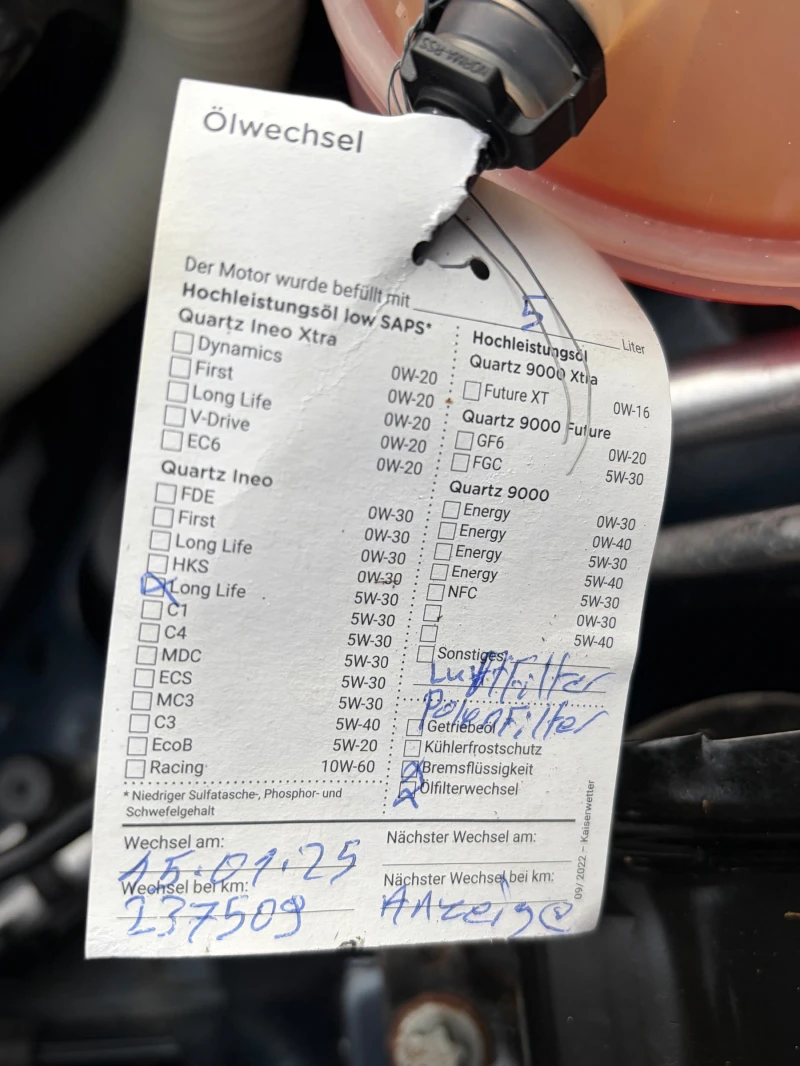 NORMA-RSS
Ölwechsel
Der Motor wurde befüllt mit 5 Liter
Hochleistungsöl low SAPS*
Quartz Ineo Xtra
Dynamics 0W-20
First 0W-20
Long Life 0W-20
V-Drive 0W-20
EC6 0W-20
Quartz Ineo
FDE 0W-30
First 0W-30
Long Life 0W-30
HKS 0W-30
Long Life 5W-30
C1 5W-30
C4 5W-30
MDC 5W-30
ECS 5W-30
MC3 5W-30
C3 5W-40
EcoB 5W-20
Racing 10W-60
* Niedriger Sulfatasche-, Phosphor- und
Schwefelgehalt
Hochleistungsöl
Quartz 9000 Xtra
Future XT 0W-16
Quartz 9000 Future
GF6 0W-20
FGC 5W-30
Quartz 9000
Energy 0W-30
Energy 0W-40
Energy 5W-30
Energy 5W-40
NFC 5W-30
0W-30
5W-40
Sonstiges
Luftfilter
Polenfilter
Getriebeöl
Kühlerfrostschutz
Bremsflüssigkeit
Ölfilterwechsel
Wechsel am:
15.01.25
Nächster Wechsel am:
Wechsel bei km:
237509
Nächster Wechsel bei km:
Anzeige
09/2022 – Kaiserwetter